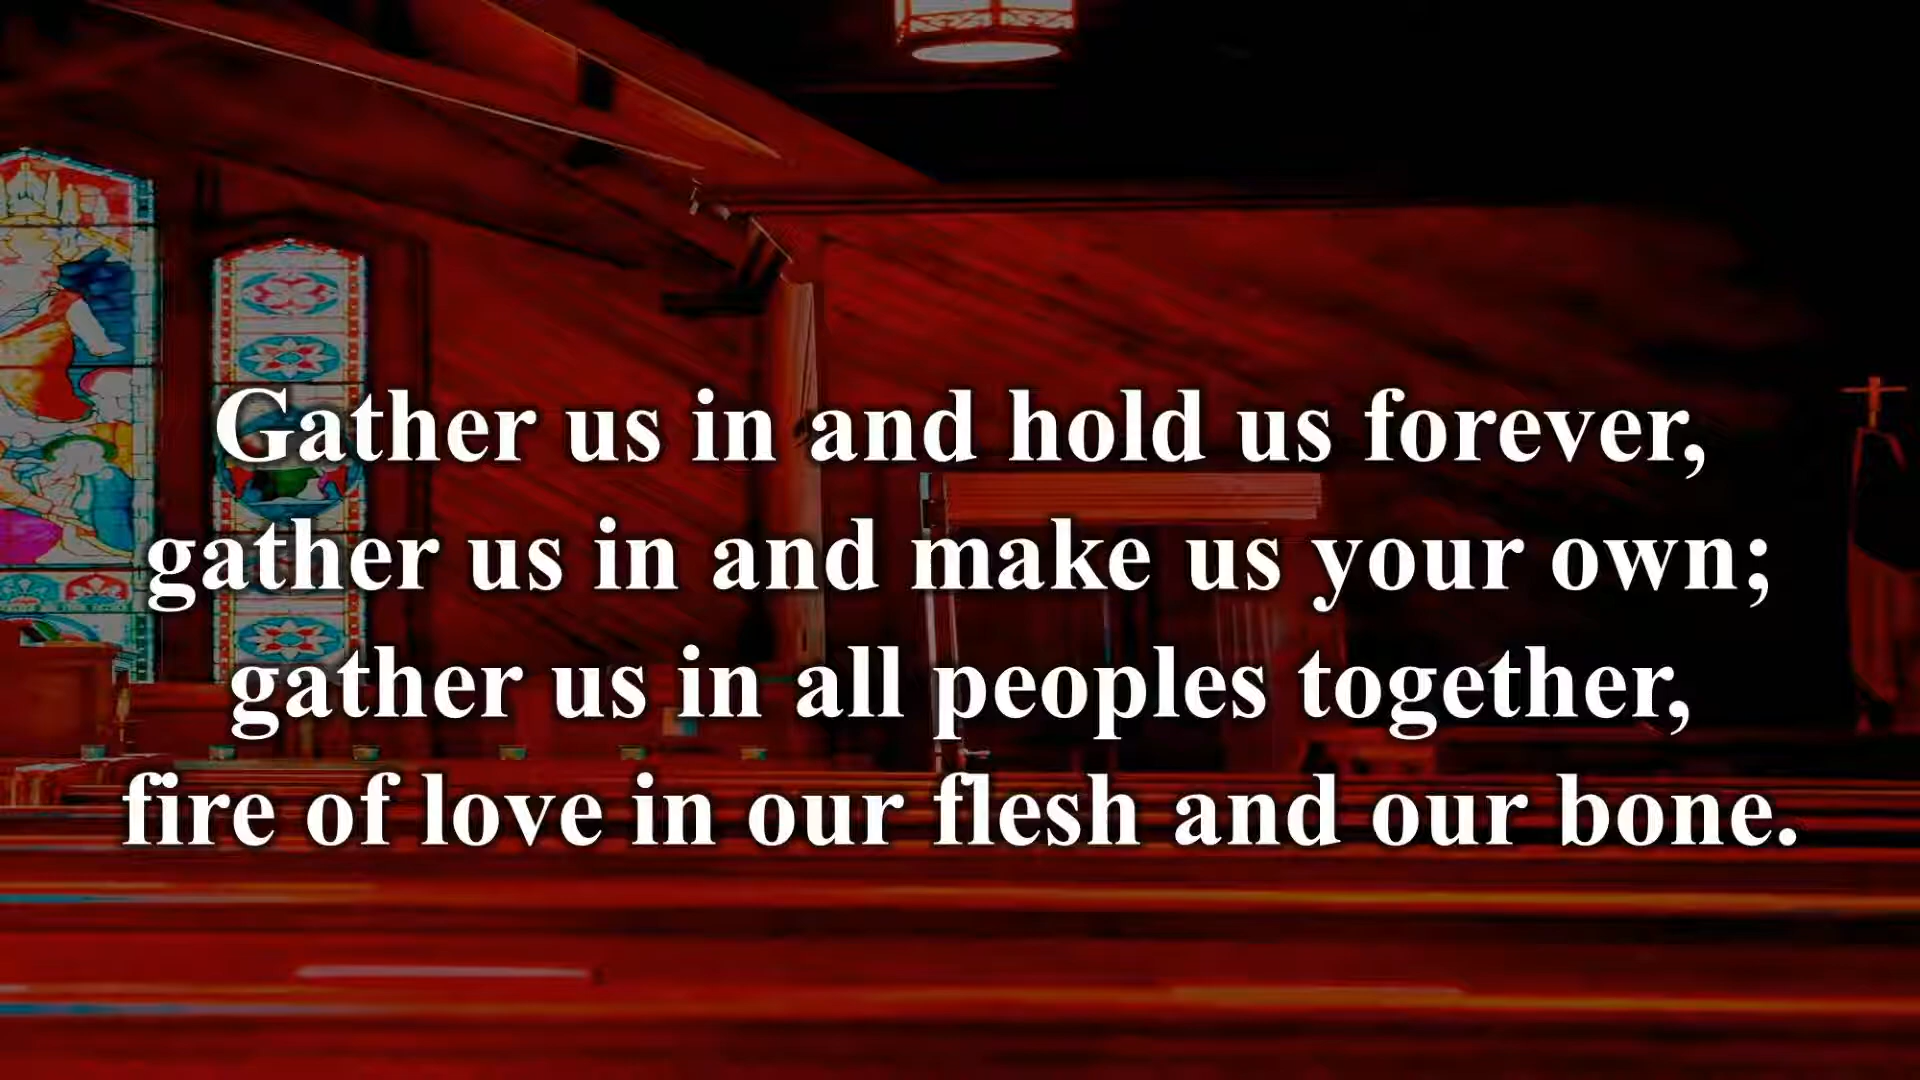 Gather us in and hold us forever,
gather us in and make us your own;
gather us in all peoples together,
fire of love in our flesh and our bone.